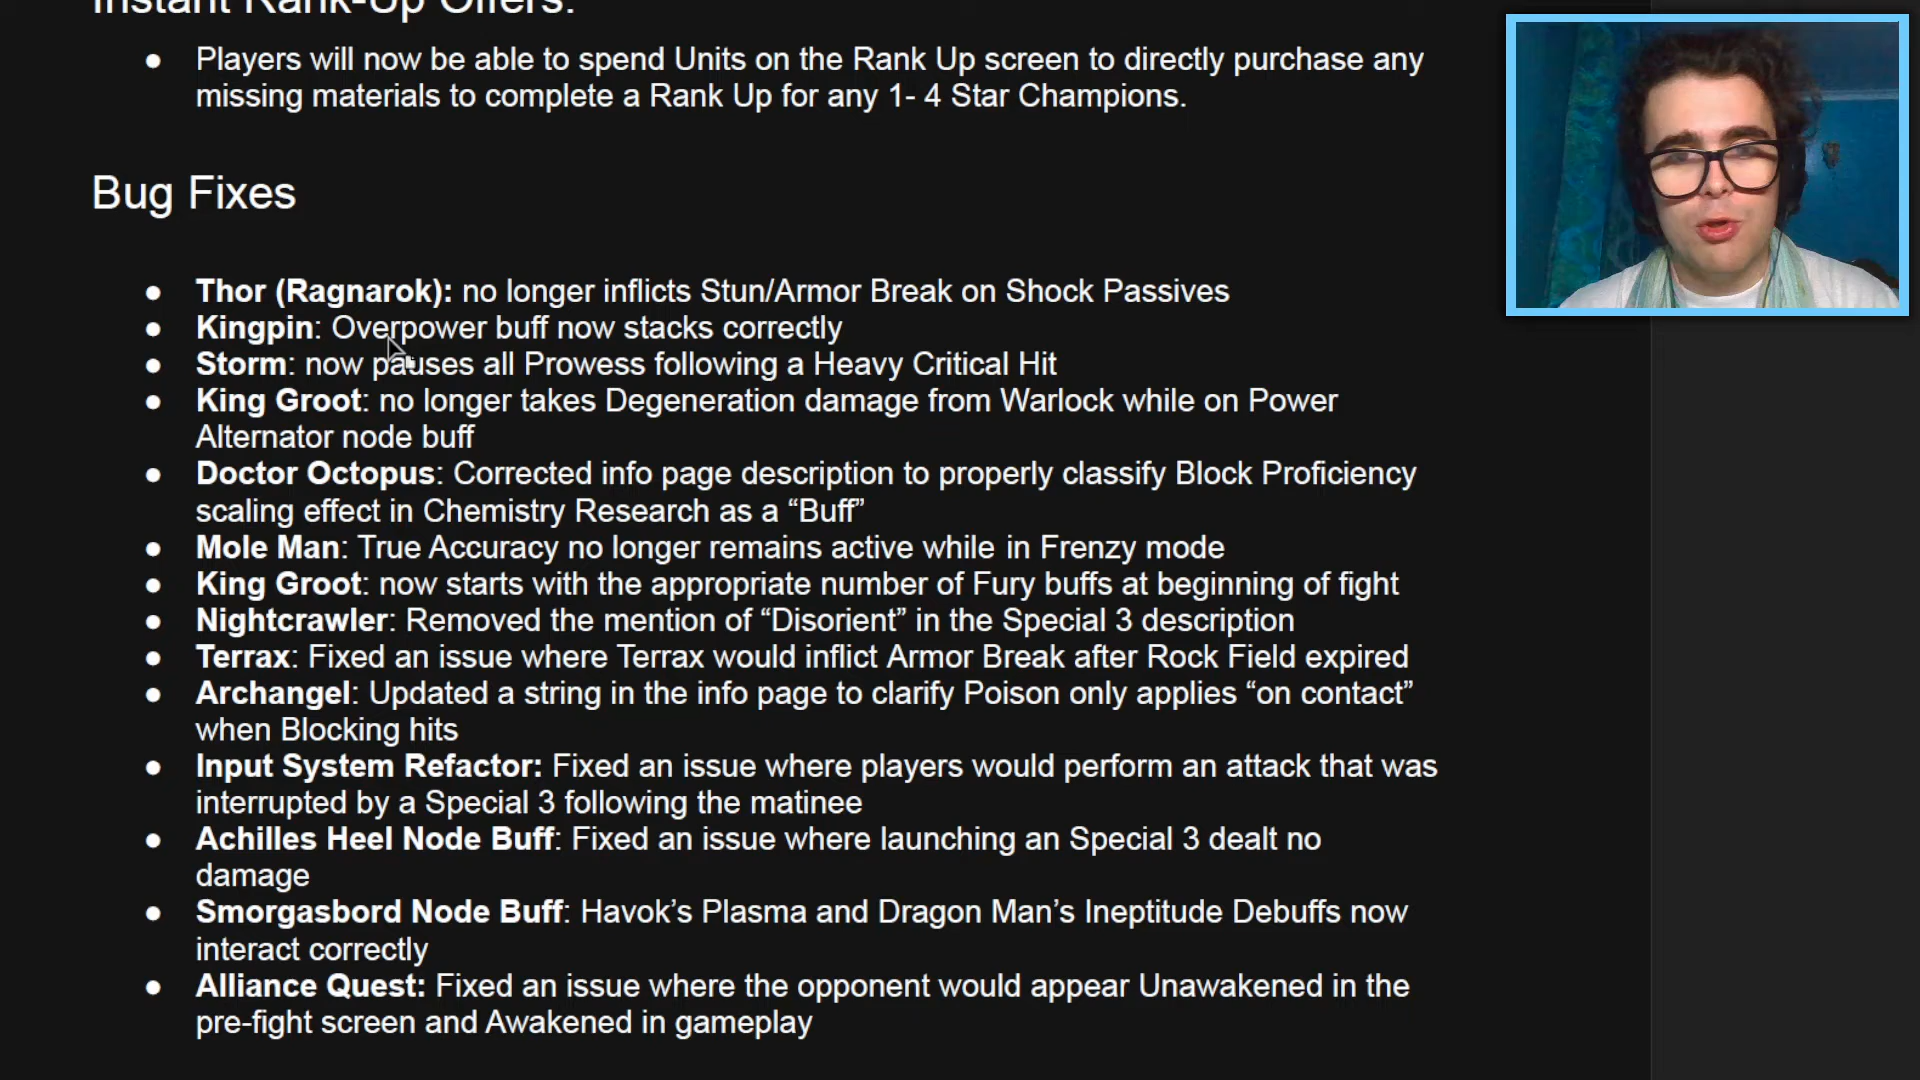 Instant Rank-Up Offers:
● Players will now be able to spend Units on the Rank Up screen to directly purchase any
missing materials to complete a Rank Up for any 1- 4 Star Champions.
Bug Fixes
● Thor (Ragnarok): no longer inflicts Stun/Armor Break on Shock Passives
● Kingpin: Overpower buff now stacks correctly
● Storm: now pauses all Prowess following a Heavy Critical Hit
● King Groot: no longer takes Degeneration damage from Warlock while on Power
Alternator node buff
● Doctor Octopus: Corrected info page description to properly classify Block Proficiency
scaling effect in Chemistry Research as a “Buff”
● Mole Man: True Accuracy no longer remains active while in Frenzy mode
● King Groot: now starts with the appropriate number of Fury buffs at beginning of fight
● Nightcrawler: Removed the mention of “Disorient” in the Special 3 description
● Terrax: Fixed an issue where Terrax would inflict Armor Break after Rock Field expired
● Archangel: Updated a string in the info page to clarify Poison only applies “on contact”
when Blocking hits
● Input System Refactor: Fixed an issue where players would perform an attack that was
interrupted by a Special 3 following the matinee
● Achilles Heel Node Buff: Fixed an issue where launching an Special 3 dealt no
damage
● Smorgasbord Node Buff: Havok’s Plasma and Dragon Man’s Ineptitude Debuffs now
interact correctly
● Alliance Quest: Fixed an issue where the opponent would appear Unawakened in the
pre-fight screen and Awakened in gameplay